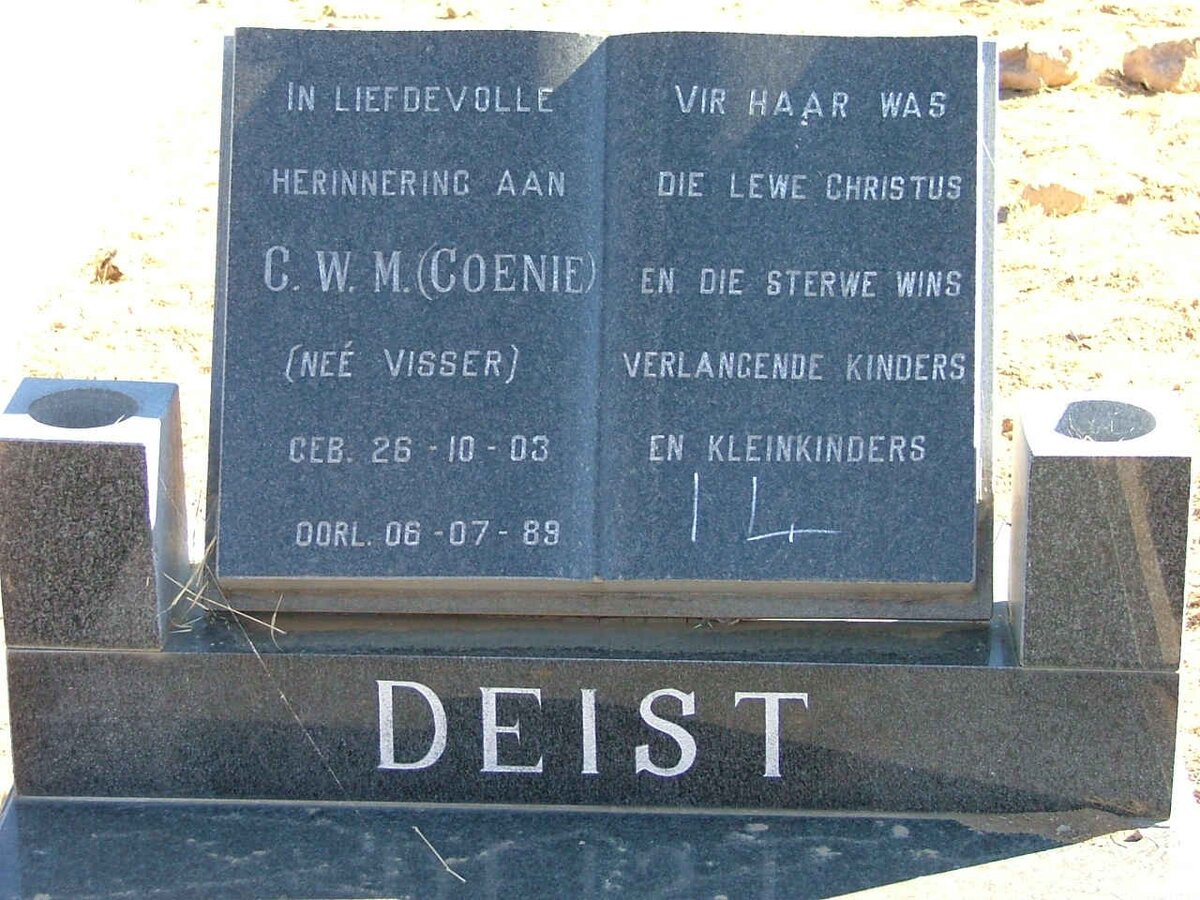 IN LIEFDEVOLLE
HERINNERING AAN
C. W. M. (COENIE)
(NEÉ VISSER)
GEB. 26-10-03
OORL. 06-07-89
VIR HAAR WAS
DIE LEWE CHRISTUS
EN DIE STERWE WINS
VERLANGENDE KINDERS
EN KLEINKINDERS
14
DEIST